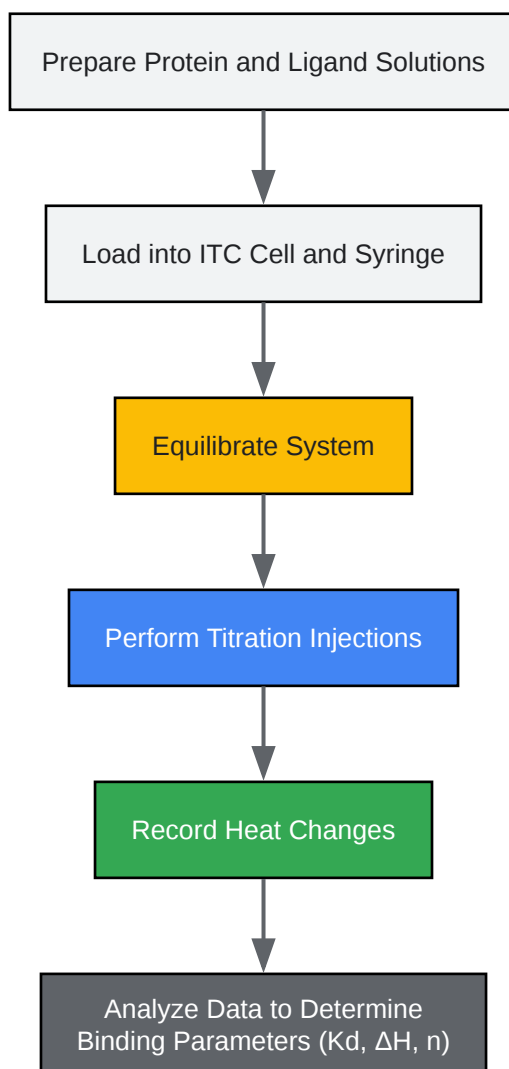 Prepare Protein and Ligand Solutions
Load into ITC Cell and Syringe
Equilibrate System
Perform Titration Injections
Record Heat Changes
Analyze Data to Determine
Binding Parameters (Kd, ΔH, n)